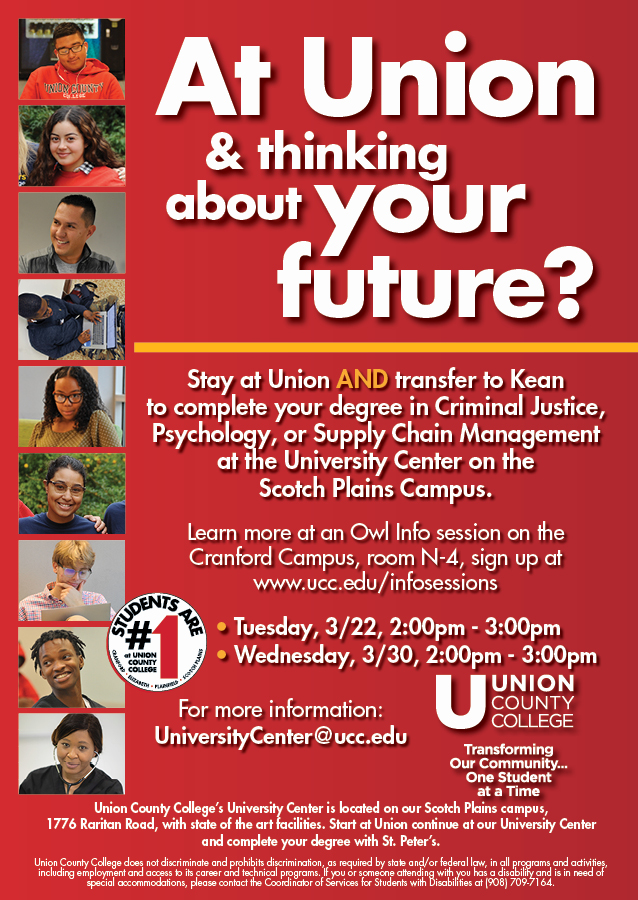 At Union
& thinking
about your
future?
Stay at Union AND transfer to Kean
to complete your degree in Criminal Justice,
Psychology, or Supply Chain Management
at the University Center on the
Scotch Plains Campus.
Learn more at an Owl Info session on the
Cranford Campus, room N-4, sign up at
www.ucc.edu/infosessions
• Tuesday, 3/22, 2:00pm - 3:00pm
• Wednesday, 3/30, 2:00pm - 3:00pm
STUDENTS ARE
#1
at UNION
COUNTY
COLLEGE
CRANFORD • ELIZABETH • PLAINFIELD • SCOTCH PLAINS
For more information:
UniversityCenter@ucc.edu
U UNION
COUNTY
COLLEGE
Transforming
Our Community...
One Student
at a Time
Union County College's University Center is located on our Scotch Plains campus,
1776 Raritan Road, with state of the art facilities. Start at Union continue at our University Center
and complete your degree with St. Peter's.
Union County College does not discriminate and prohibits discrimination, as required by state and/or federal law, in all programs and activities,
including employment and access to its career and technical programs. If you or someone attending with you has a disability and is in need of
special accommodations, please contact the Coordinator of Services for Students with Disabilities at (908) 709-7164.
UNION COUNTY
COLLEGE